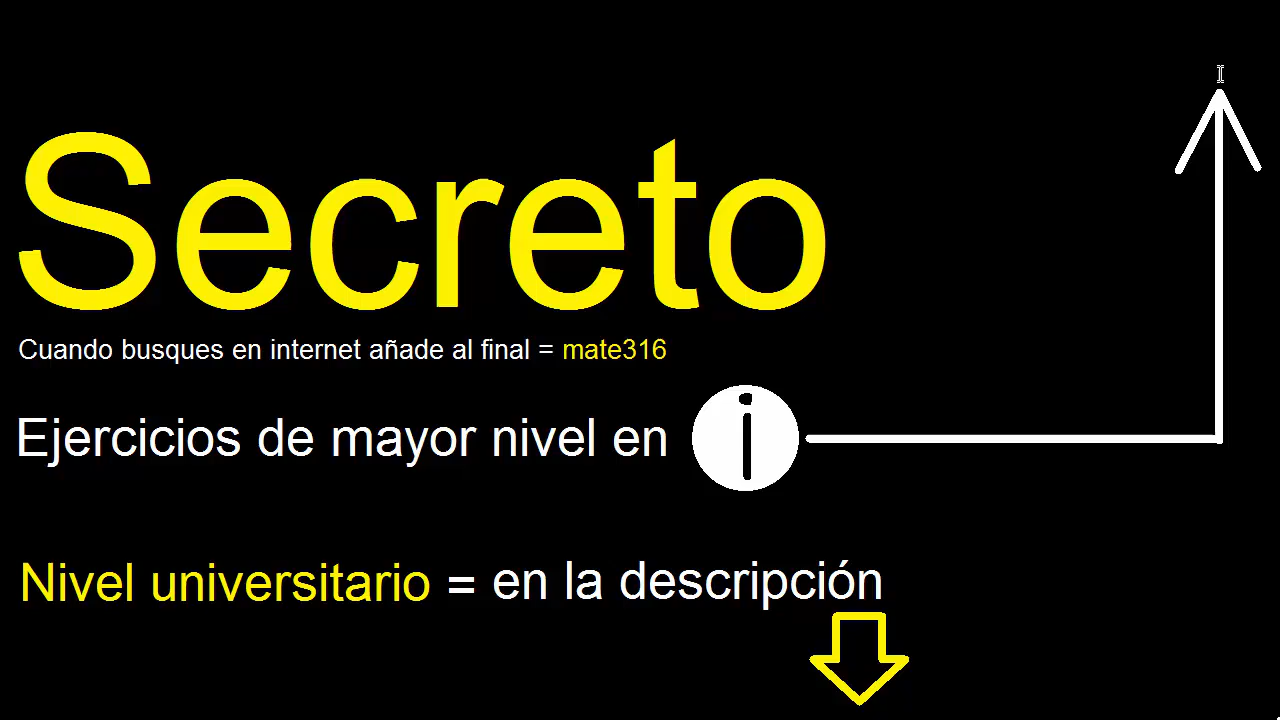 Secreto
Cuando busques en internet añade al final = mate316
Ejercicios de mayor nivel en i
Nivel universitario = en la descripción